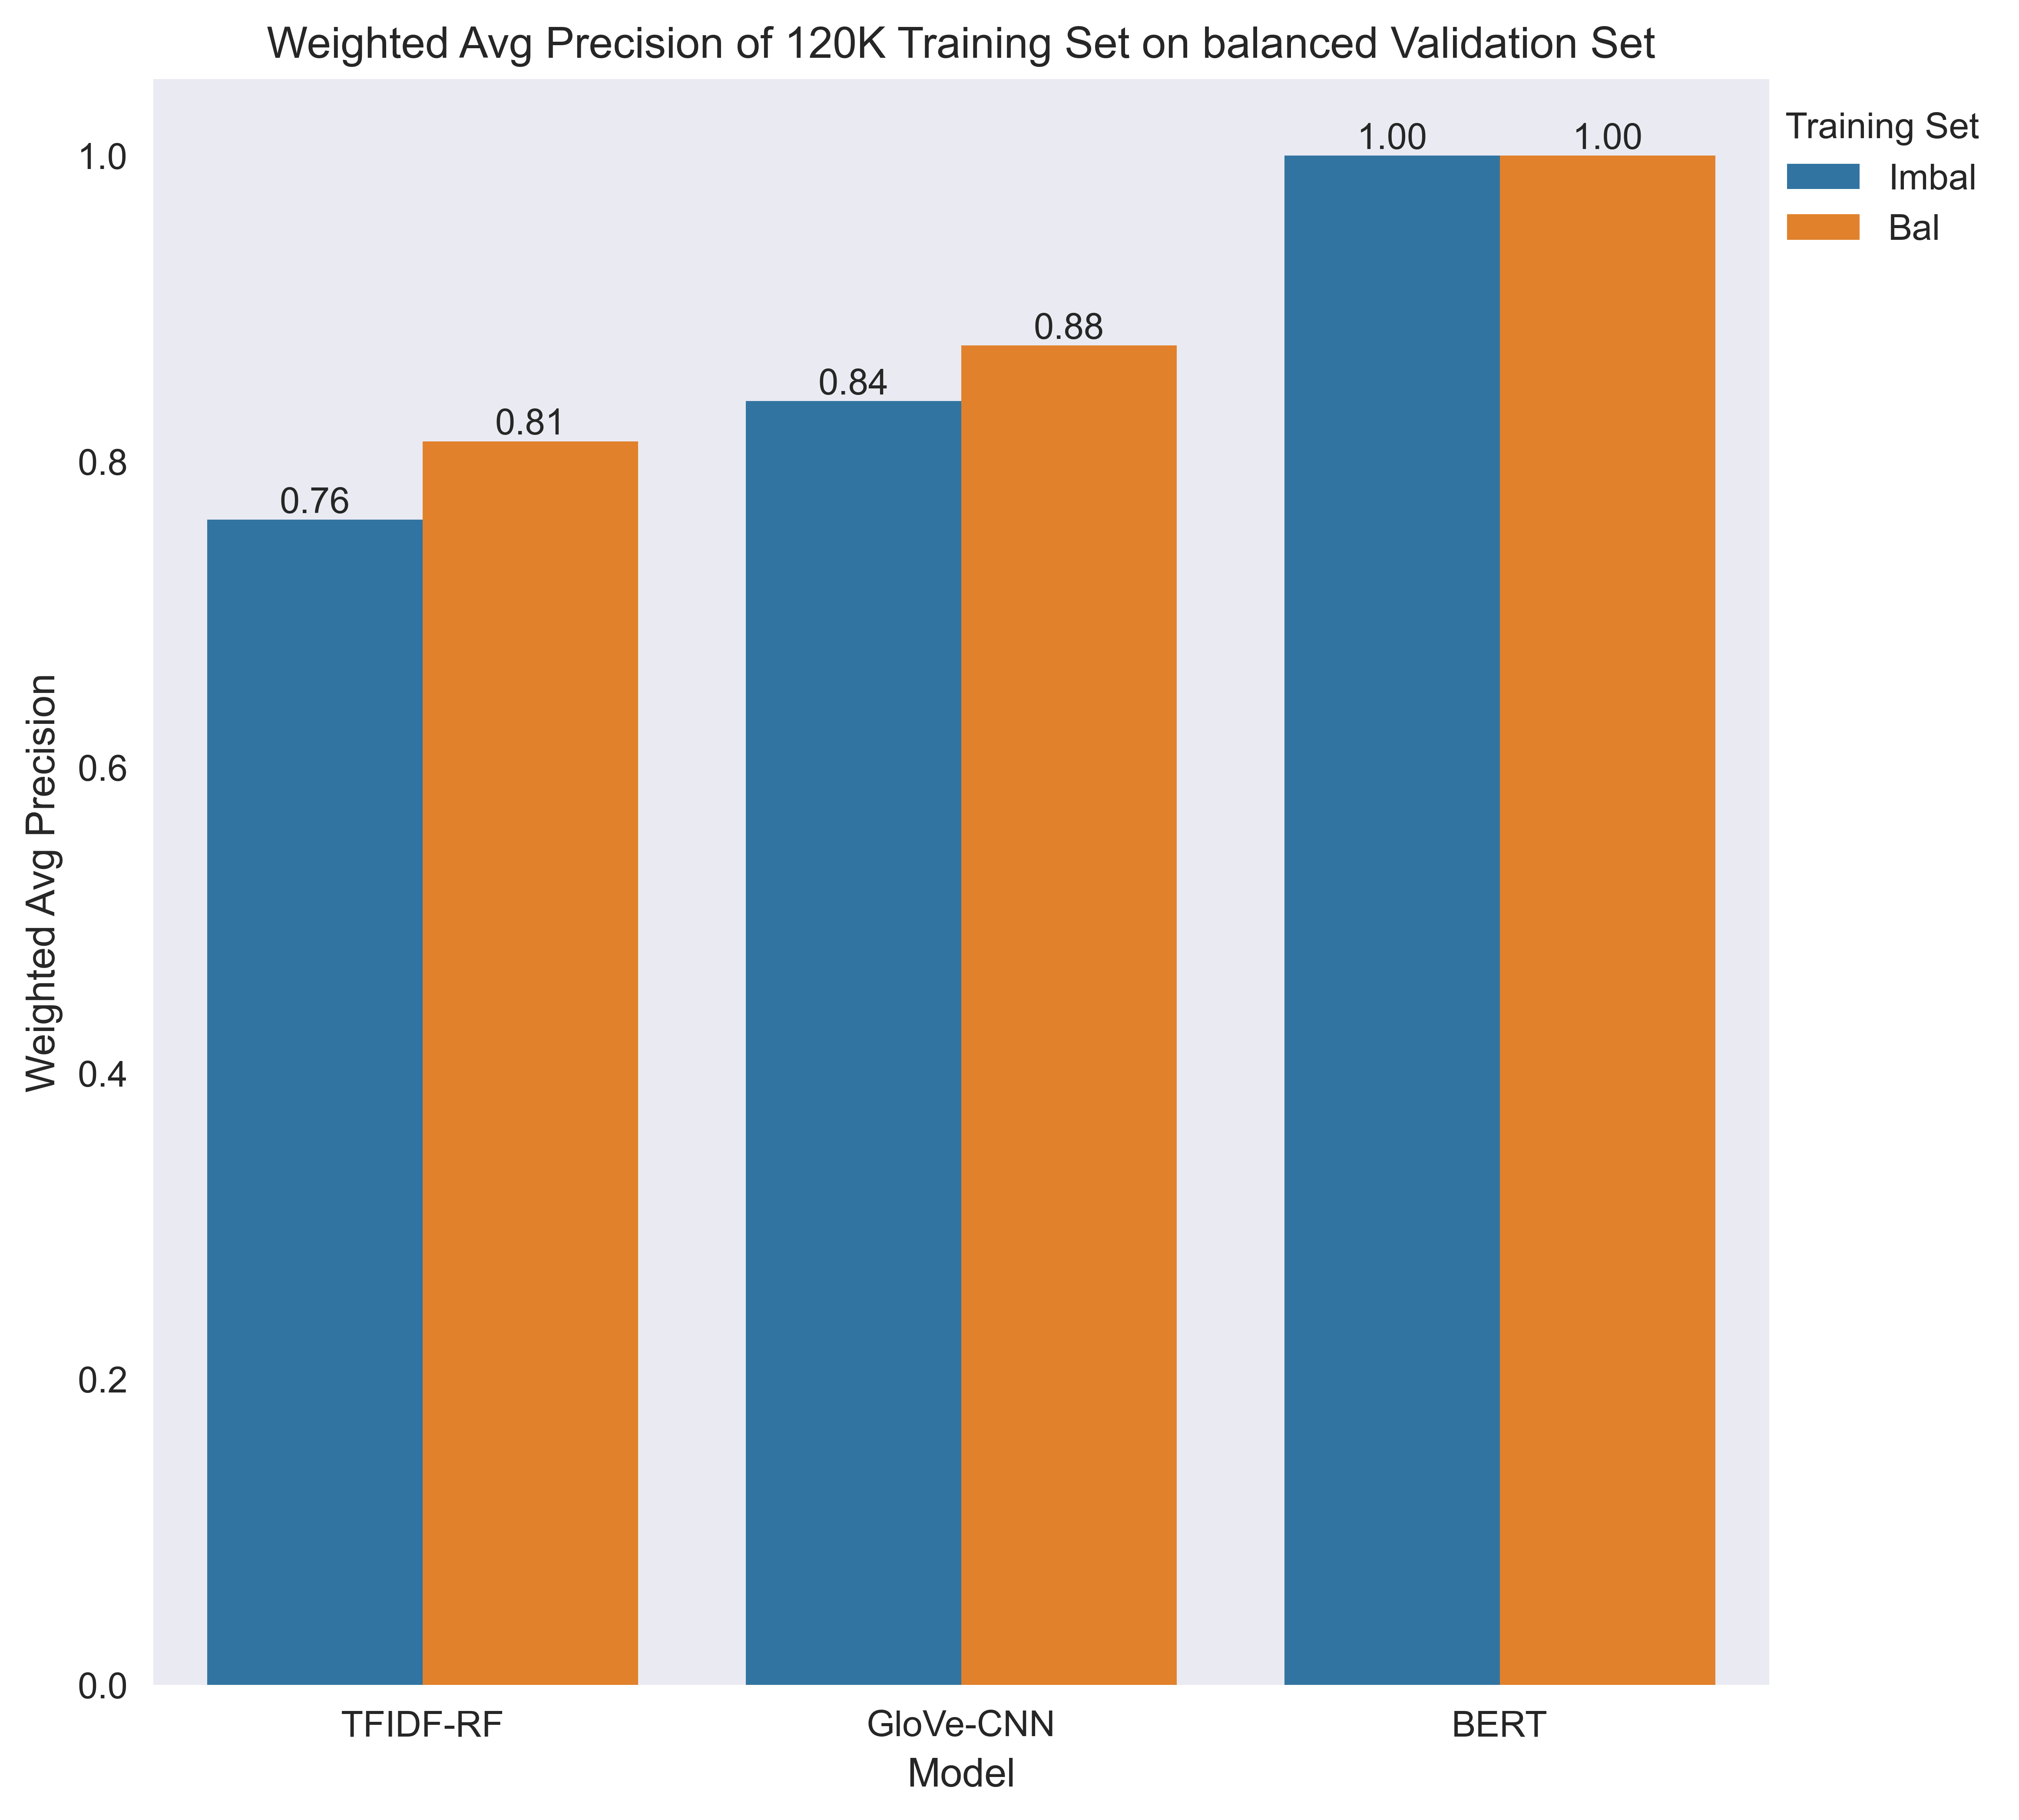 Weighted Avg Precision of 120K Training Set on balanced Validation Set
Training Set
Imbal
Bal
1.00 1.00
0.88
0.84
0.81
0.76
1.0
0.8
0.6
0.4
0.2
0.0
Weighted Avg Precision
TFIDF-RF GloVe-CNN BERT
Model